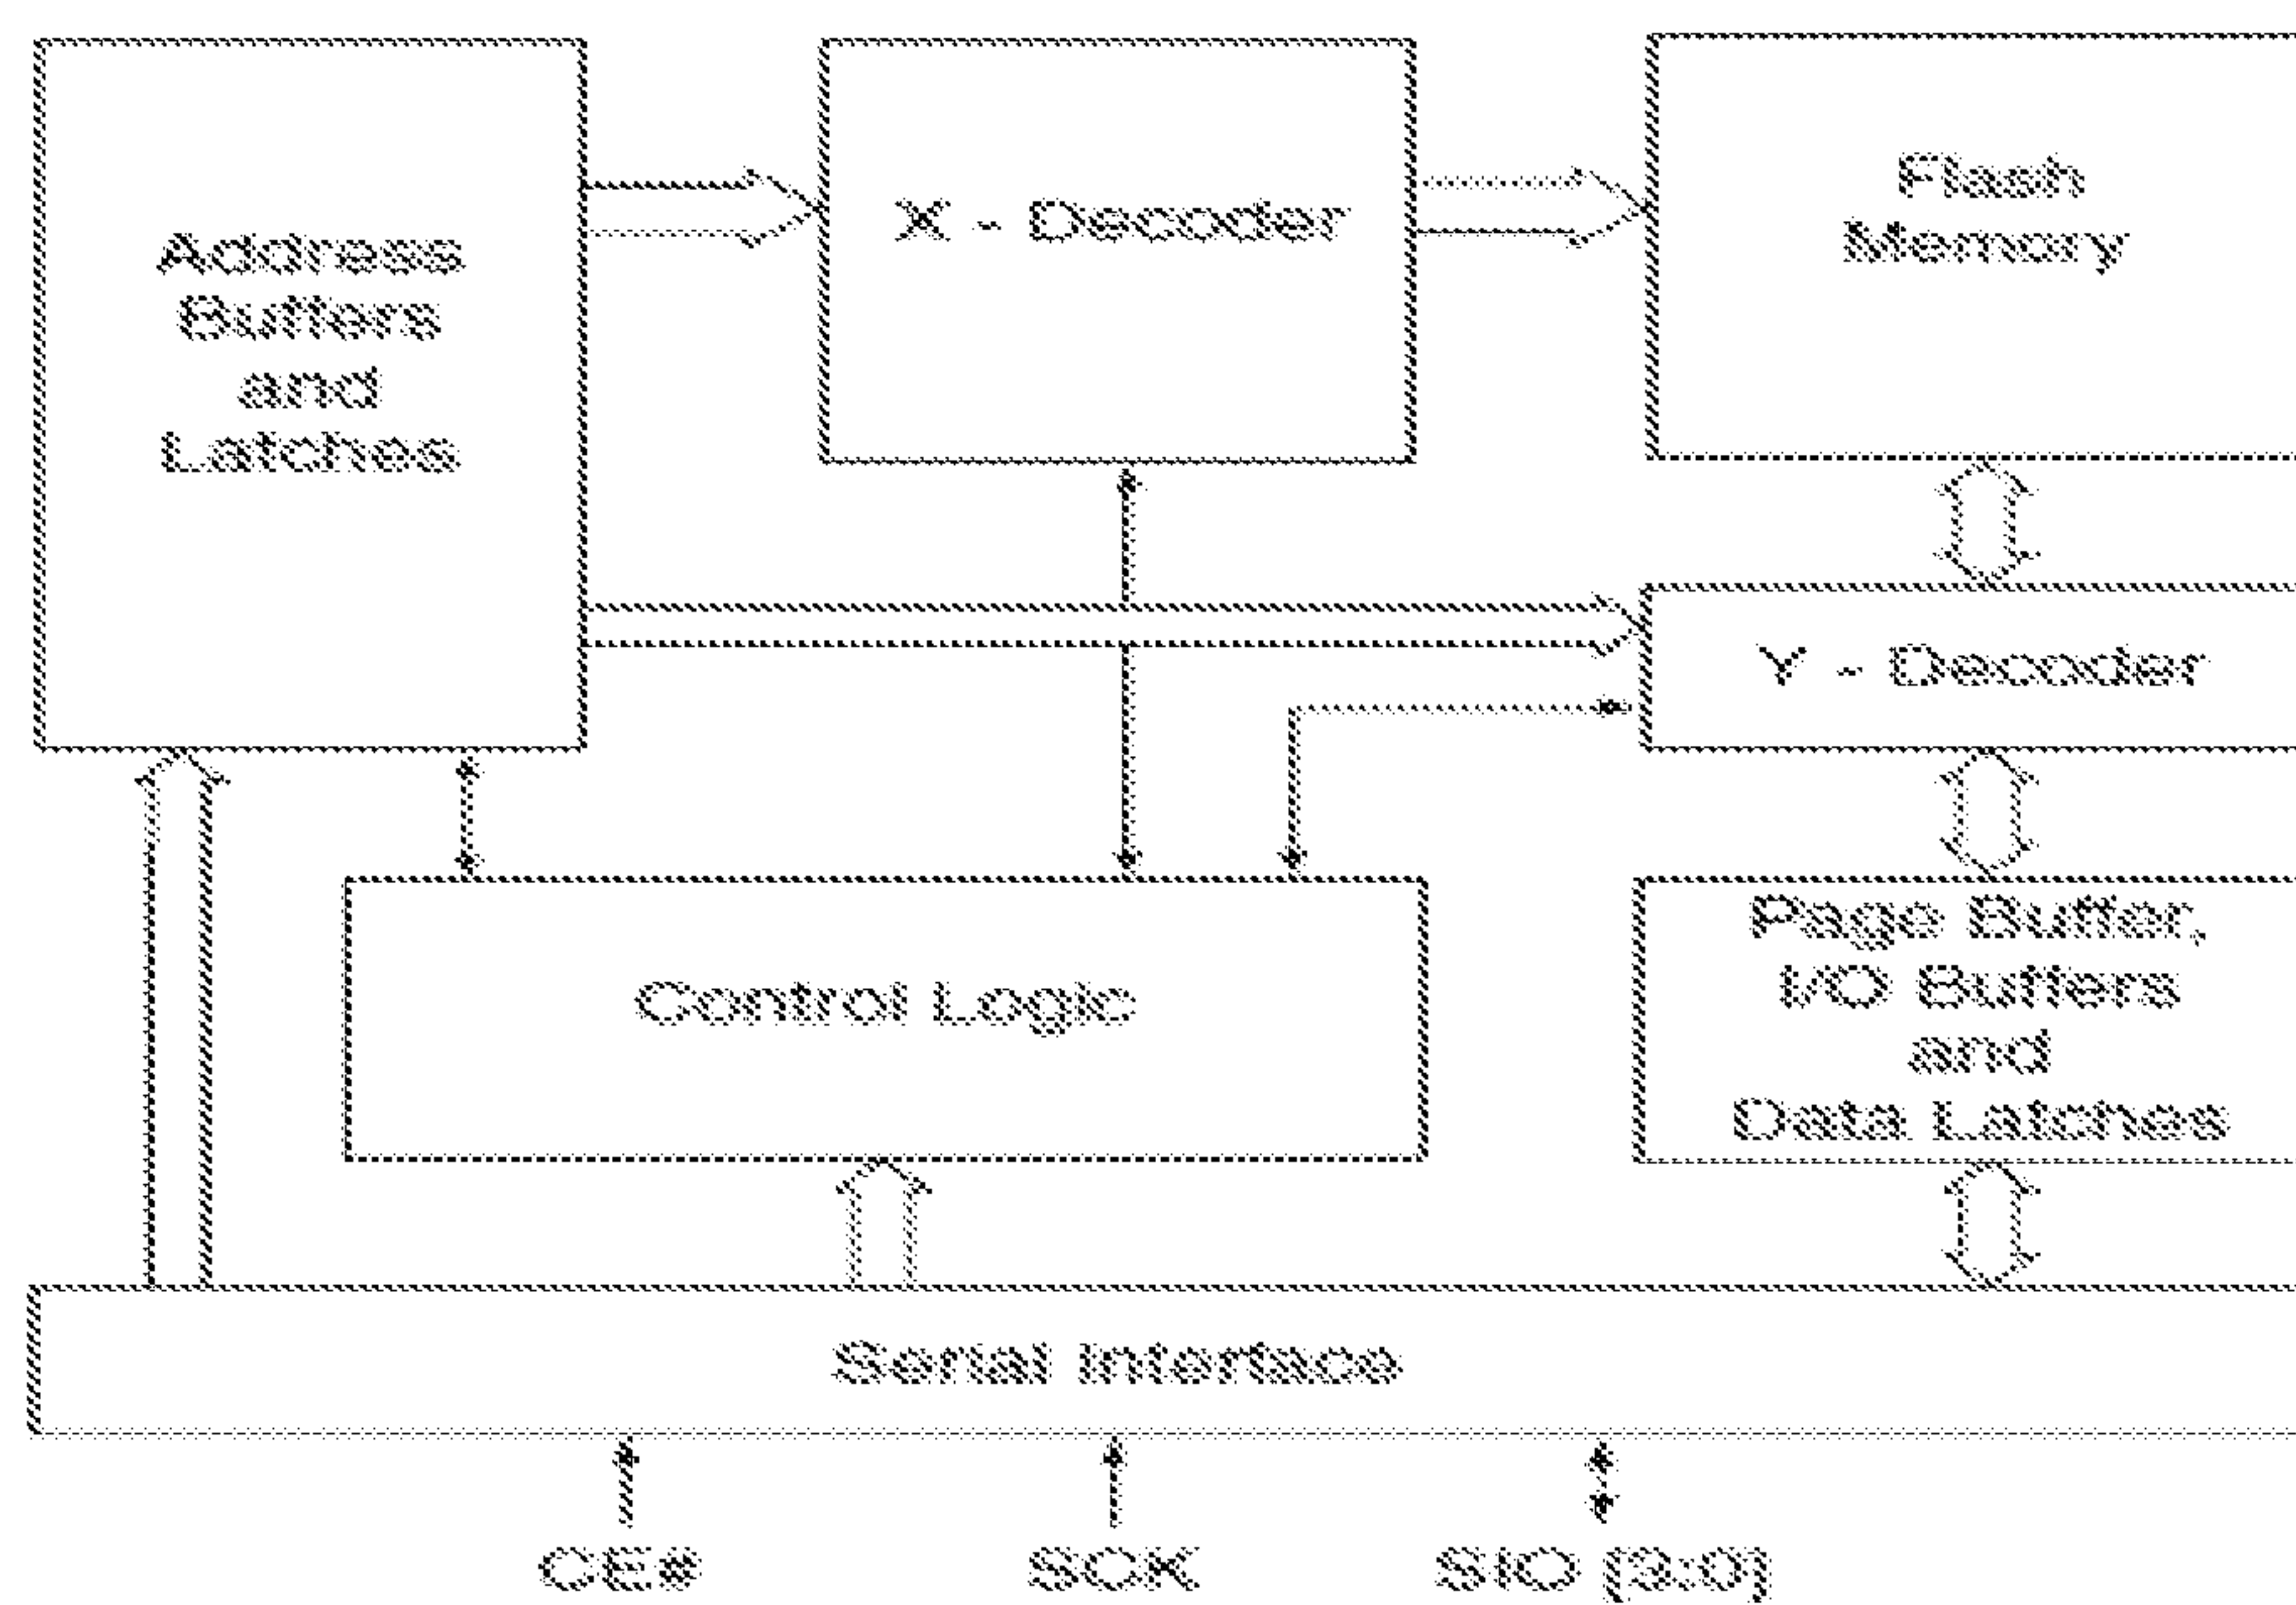 Address
Buffers
and
Latches
X - Decoder
Flash
Memory
Y - Decoder
Control Logic
Page Buffer,
I/O Buffers
and
Data Latches
Serial Interface
CE#
SCK
SIO [3:0]